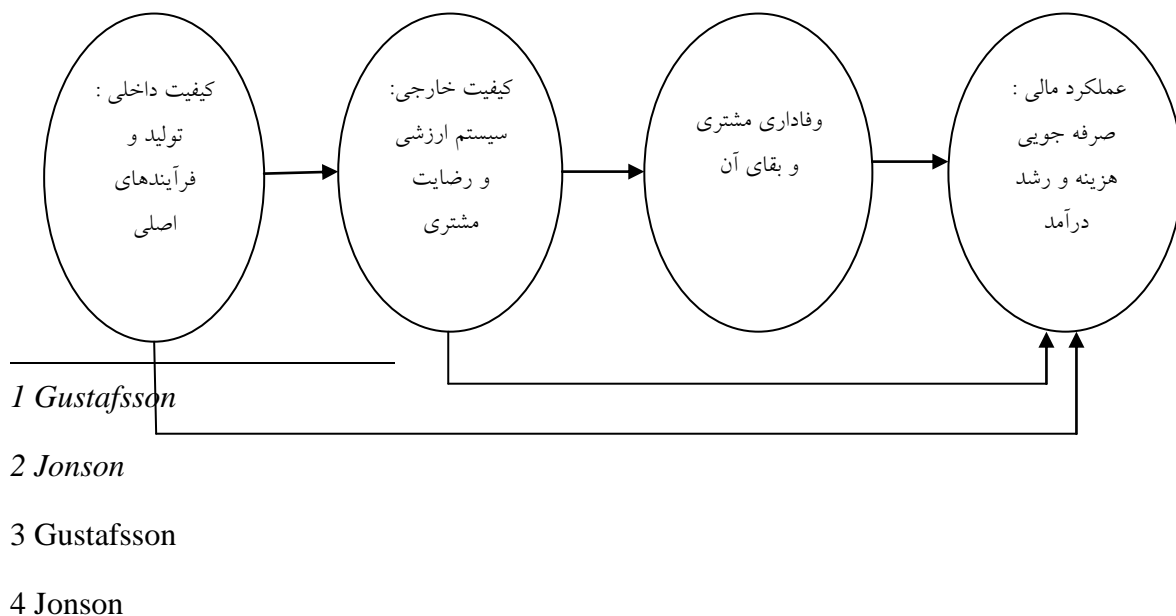 کیفیت داخلی :
تولید و
فرآیندهای
اصلی
کیفیت خارجی:
سیستم ارزشی
و رضایت
مشتری
وفاداری مشتری
و بقای آن
عملکرد مالی :
صرفه جویی
هزینه و رشد
درآمد
1 Gustafsson
2 Jonson
3 Gustafsson
4 Jonson